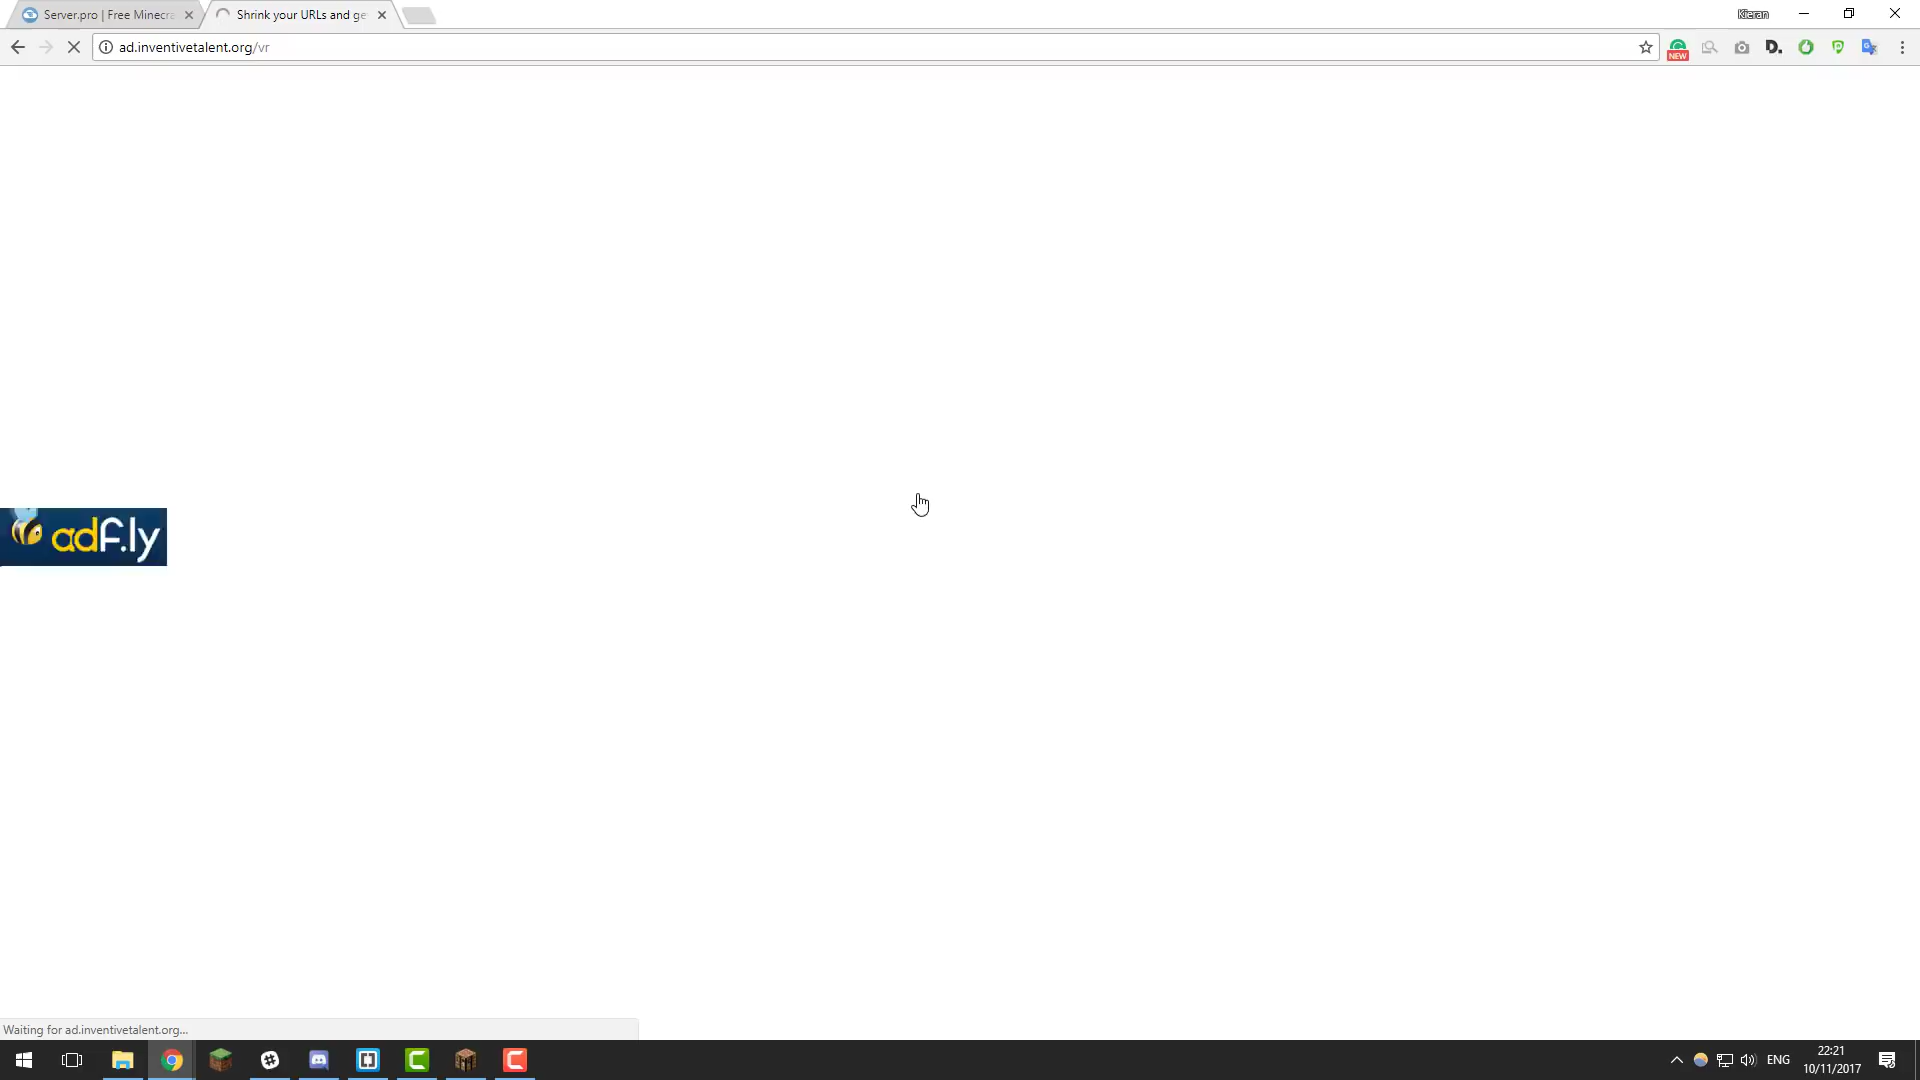 Server.pro | Free Minecra
Shrink your URLs and ge
Kieran
ad.inventivetalent.org/vr
NEW
D.
adf.ly
Waiting for ad.inventivetalent.org...
ENG
22:21
10/11/2017